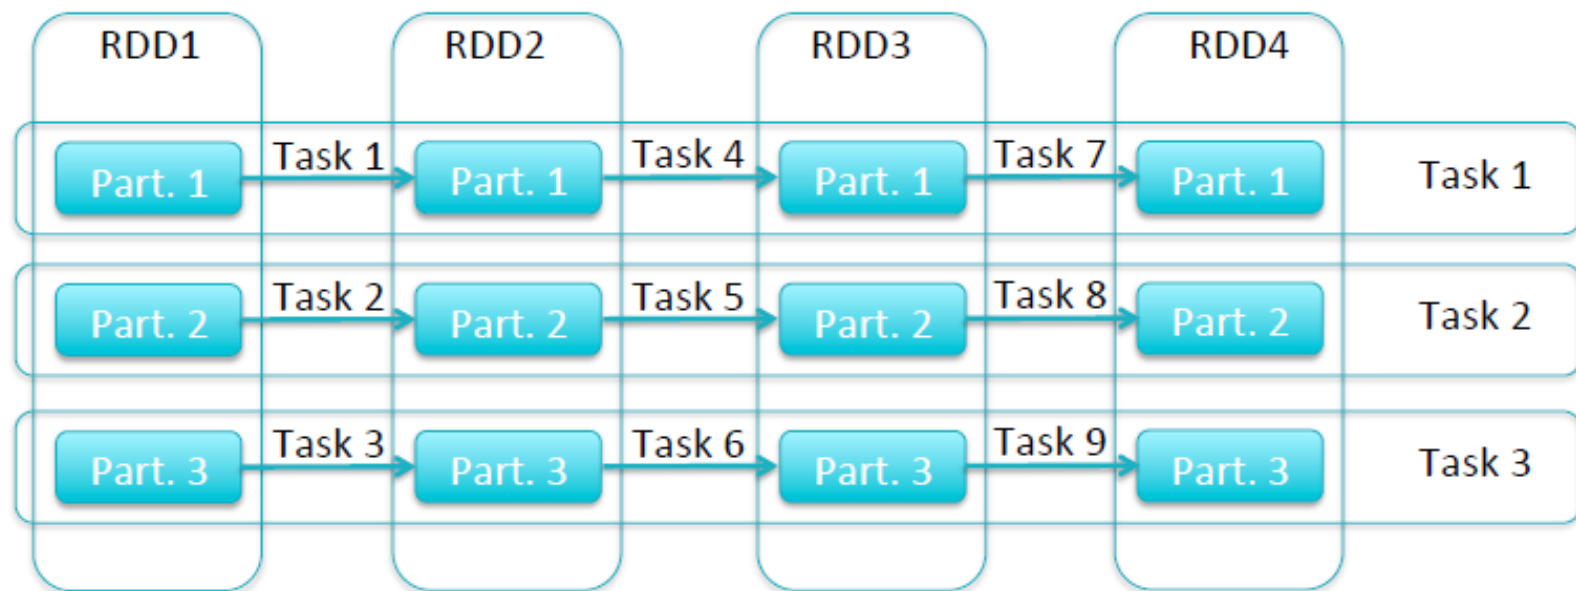 RDD1 RDD2 RDD3 RDD4
Part. 1 Task 1 Part. 1 Task 4 Part. 1 Task 7 Part. 1 Task 1
Part. 2 Task 2 Part. 2 Task 5 Part. 2 Task 8 Part. 2 Task 2
Part. 3 Task 3 Part. 3 Task 6 Part. 3 Task 9 Part. 3 Task 3